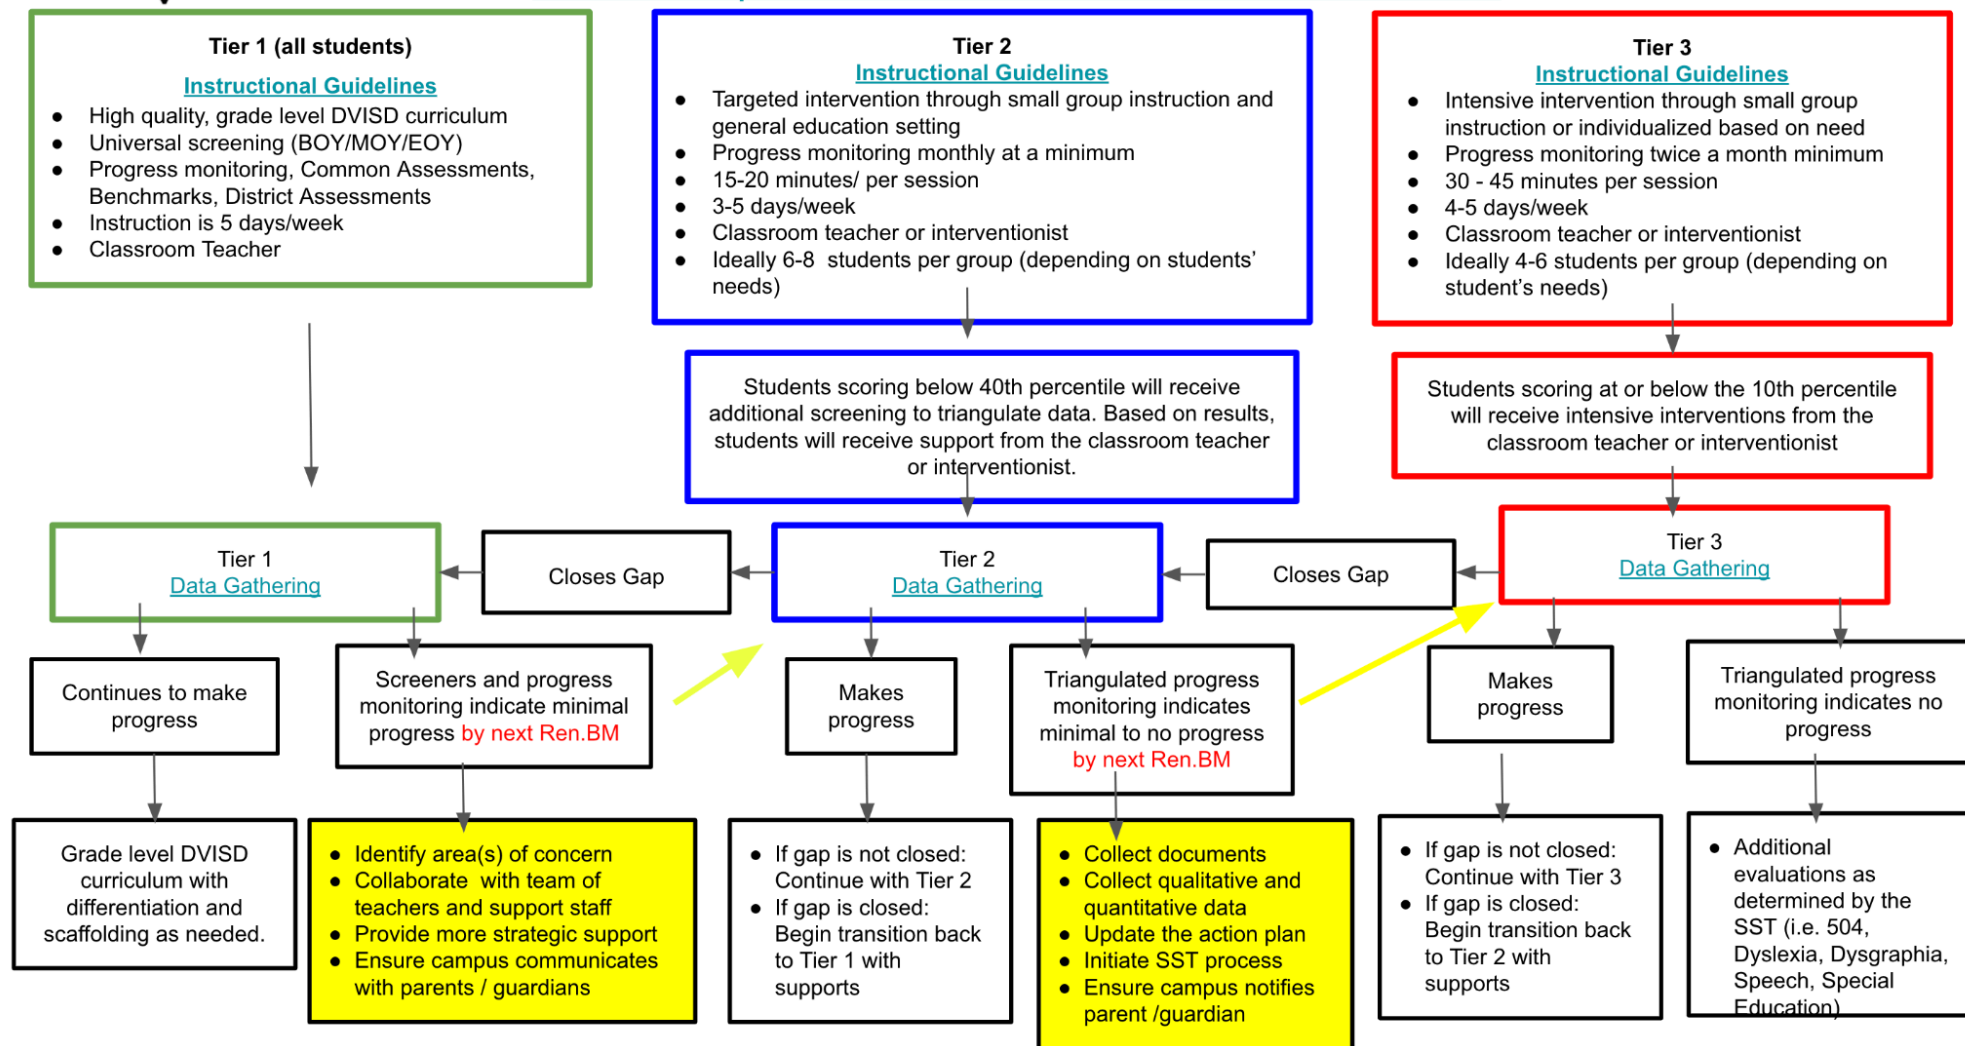 Tier 1 (all students)
Instructional Guidelines
● High quality, grade level DVISD curriculum
● Universal screening (BOY/MOY/EOY)
● Progress monitoring, Common Assessments,
Benchmarks, District Assessments
● Instruction is 5 days/week
● Classroom Teacher
Tier 2
Instructional Guidelines
● Targeted intervention through small group instruction and
general education setting
● Progress monitoring monthly at a minimum
● 15-20 minutes/ per session
● 3-5 days/week
● Classroom teacher or interventionist
● Ideally 6-8 students per group (depending on students’
needs)
Tier 3
Instructional Guidelines
● Intensive intervention through small group
instruction or individualized based on need
● Progress monitoring twice a month minimum
● 30 - 45 minutes per session
● 4-5 days/week
● Classroom teacher or interventionist
● Ideally 4-6 students per group (depending on
student’s needs)
Students scoring below 40th percentile will receive
additional screening to triangulate data. Based on results,
students will receive support from the classroom teacher
or interventionist.
Students scoring at or below the 10th percentile
will receive intensive interventions from the
classroom teacher or interventionist
Tier 1
Data Gathering
Closes Gap
Tier 2
Data Gathering
Closes Gap
Tier 3
Data Gathering
Continues to make
progress
Screeners and progress
monitoring indicate minimal
progress by next Ren.BM
Makes
progress
Triangulated progress
monitoring indicates
minimal to no progress
by next Ren.BM
Makes
progress
Triangulated progress
monitoring indicates no
progress
Grade level DVISD
curriculum with
differentiation and
scaffolding as needed.
● Identify area(s) of concern
● Collaborate with team of
teachers and support staff
● Provide more strategic support
● Ensure campus communicates
with parents / guardians
● If gap is not closed:
Continue with Tier 2
● If gap is closed:
Begin transition back
to Tier 1 with
supports
● Collect documents
● Collect qualitative and
quantitative data
● Update the action plan
● Initiate SST process
● Ensure campus notifies
parent /guardian
● If gap is not closed:
Continue with Tier 3
● If gap is closed:
Begin transition back
to Tier 2 with
supports
● Additional
evaluations as
determined by the
SST (i.e. 504,
Dyslexia, Dysgraphia,
Speech, Special
Education)